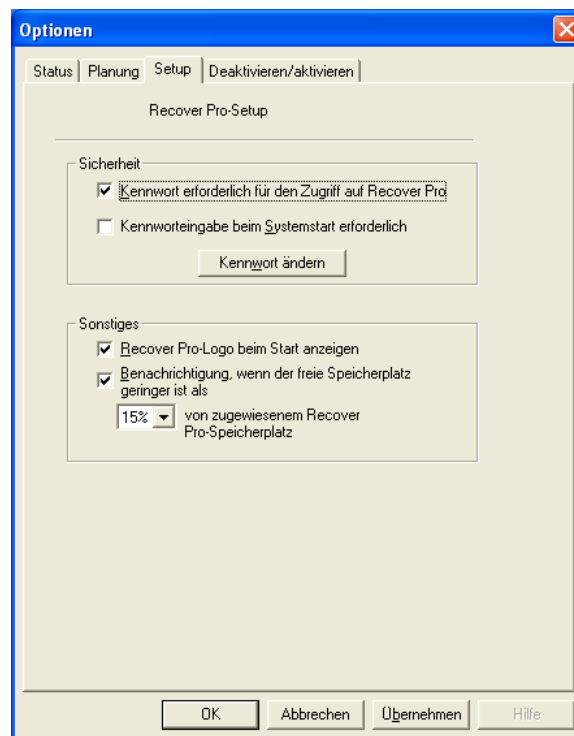 Optionen
Status Planung Setup Deaktivieren/aktivieren
Recover Pro-Setup
Sicherheit
Kennwort erforderlich für den Zugriff auf Recover Pro
Kennworteingabe beim Systemstart erforderlich
Kennwort ändern
Sonstiges
Recover Pro-Logo beim Start anzeigen
Benachrichtigung, wenn der freie Speicherplatz
geringer ist als
15% von zugewiesenem Recover
Pro-Speicherplatz
OK Abbrechen Übernehmen Hilfe